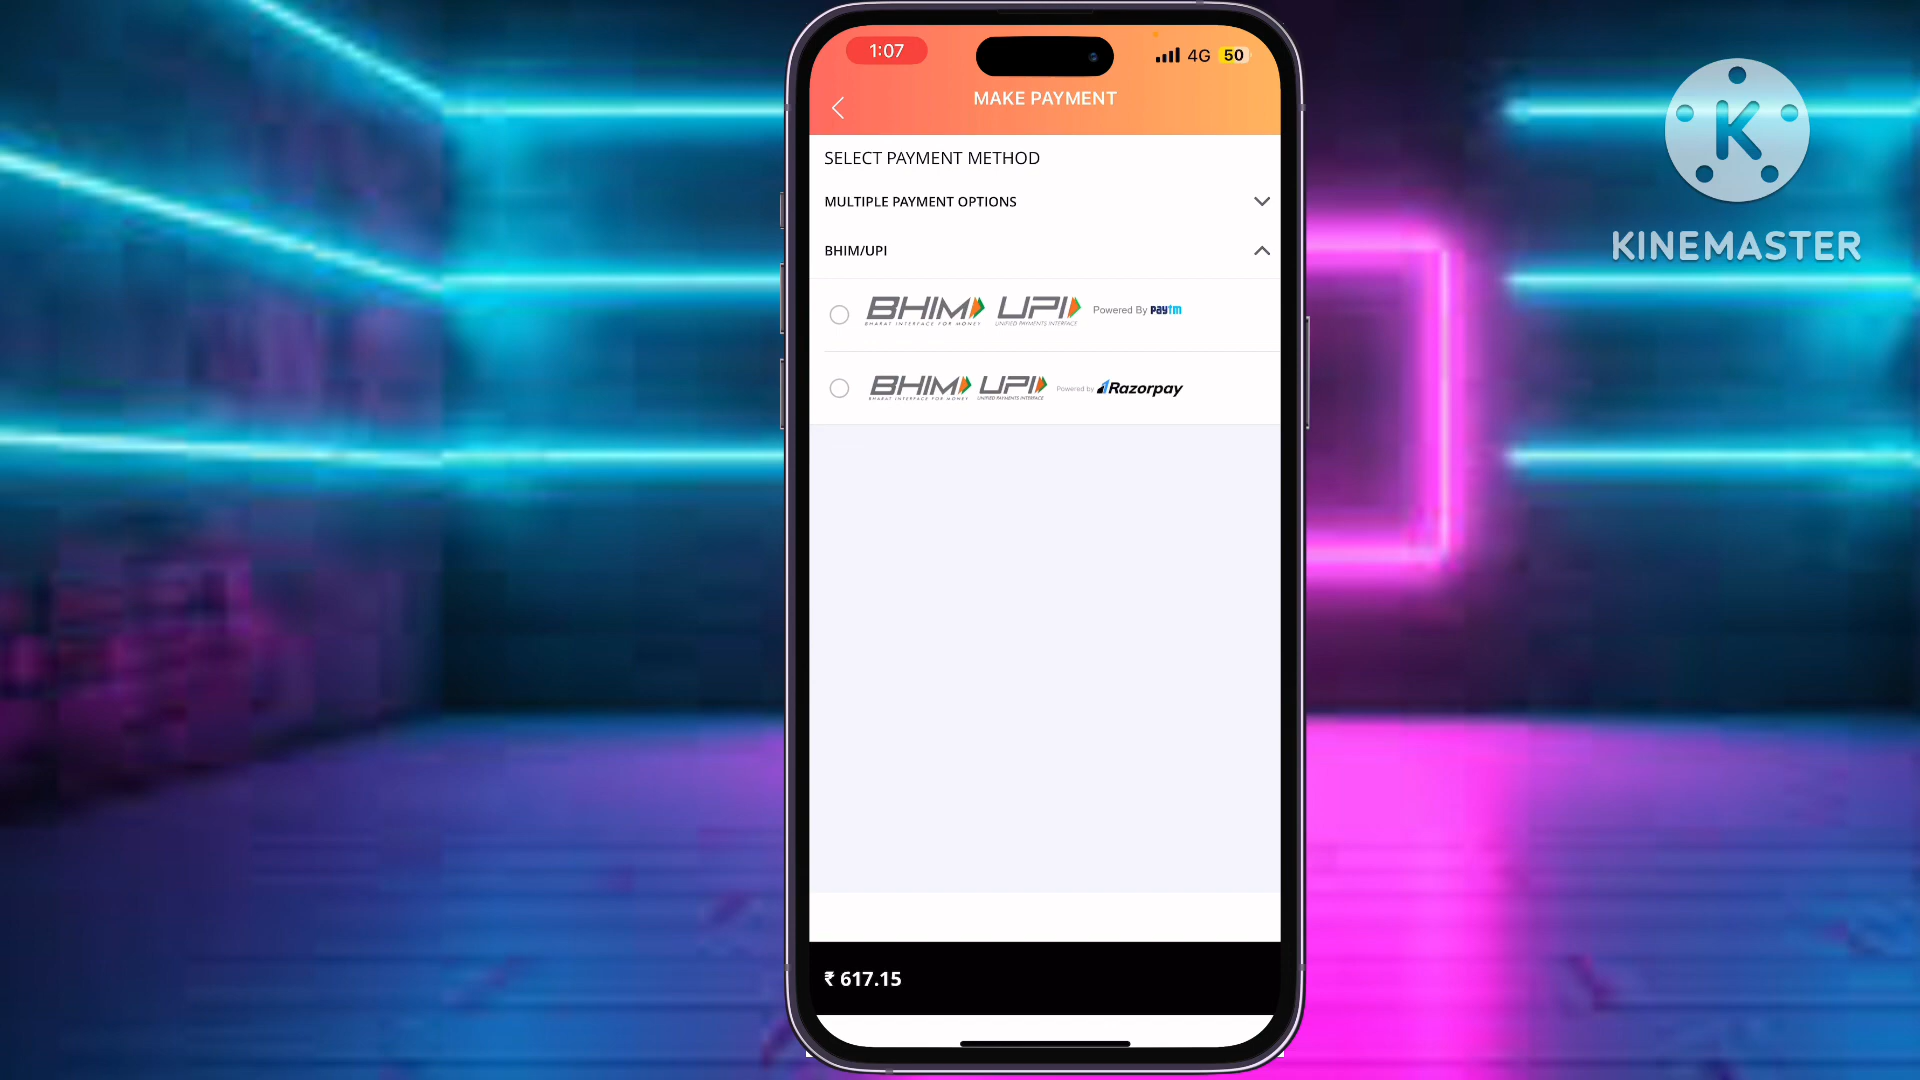 1:07
4G 50
MAKE PAYMENT
SELECT PAYMENT METHOD
MULTIPLE PAYMENT OPTIONS
BHIM/UPI
BHIM UPI Powered By paytm
BHARAT INTERFACE FOR MONEY UNIFIED PAYMENTS INTERFACE
BHIM UPI Powered by Razorpay
BHARAT INTERFACE FOR MONEY UNIFIED PAYMENTS INTERFACE
₹ 617.15
K
KINEMASTER